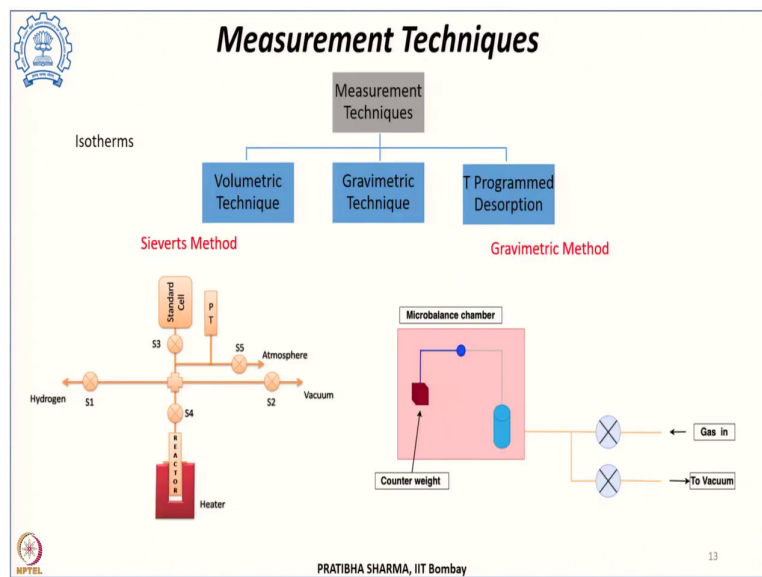 Measurement Techniques
Measurement
Techniques
Isotherms
Volumetric
Technique
Gravimetric
Technique
T Programmed
Desorption
Sieverts Method
Gravimetric Method
Standard
Cell
P
T
S3
S5
Atmosphere
Hydrogen
S1
S2
Vacuum
S4
REACTOR
Heater
Microbalance chamber
Gas in
To Vacuum
Counter weight
NPTEL
PRATIBHA SHARMA, IIT Bombay
13